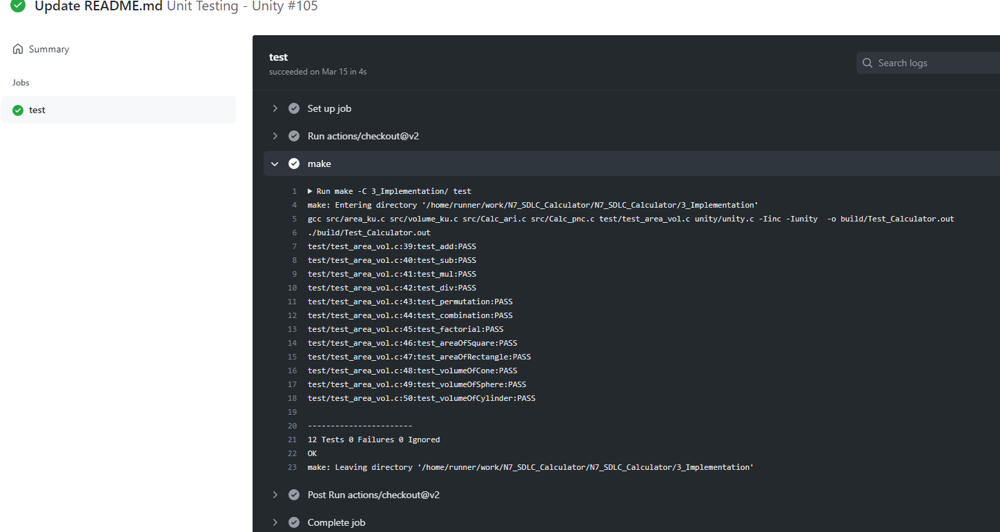 Update README.md Unit Testing - Unity #105
Summary
Jobs
test
test
succeeded on Mar 15 in 4s
Search logs
Set up job
Run actions/checkout@v2
make
1 Run make -C 3_Implementation/ test
4 make: Entering directory '/home/runner/work/N7_SDLC_Calculator/N7_SDLC_Calculator/3_Implementation'
5 gcc src/area_ku.c src/volume_ku.c src/Calc_ari.c src/Calc_pnc.c test/test_area_vol.c unity/unity.c -Iinc -Iunity  -o build/Test_Calculator.out
6 ./build/Test_Calculator.out
7 test/test_area_vol.c:39:test_add:PASS
8 test/test_area_vol.c:40:test_sub:PASS
9 test/test_area_vol.c:41:test_mul:PASS
10 test/test_area_vol.c:42:test_div:PASS
11 test/test_area_vol.c:43:test_permutation:PASS
12 test/test_area_vol.c:44:test_combination:PASS
13 test/test_area_vol.c:45:test_factorial:PASS
14 test/test_area_vol.c:46:test_areaOfSquare:PASS
15 test/test_area_vol.c:47:test_areaOfRectangle:PASS
16 test/test_area_vol.c:48:test_volumeOfCone:PASS
17 test/test_area_vol.c:49:test_volumeOfSphere:PASS
18 test/test_area_vol.c:50:test_volumeOfCylinder:PASS
19
20 -----------------------
21 12 Tests 0 Failures 0 Ignored
22 OK
23 make: Leaving directory '/home/runner/work/N7_SDLC_Calculator/N7_SDLC_Calculator/3_Implementation'
Post Run actions/checkout@v2
Complete job